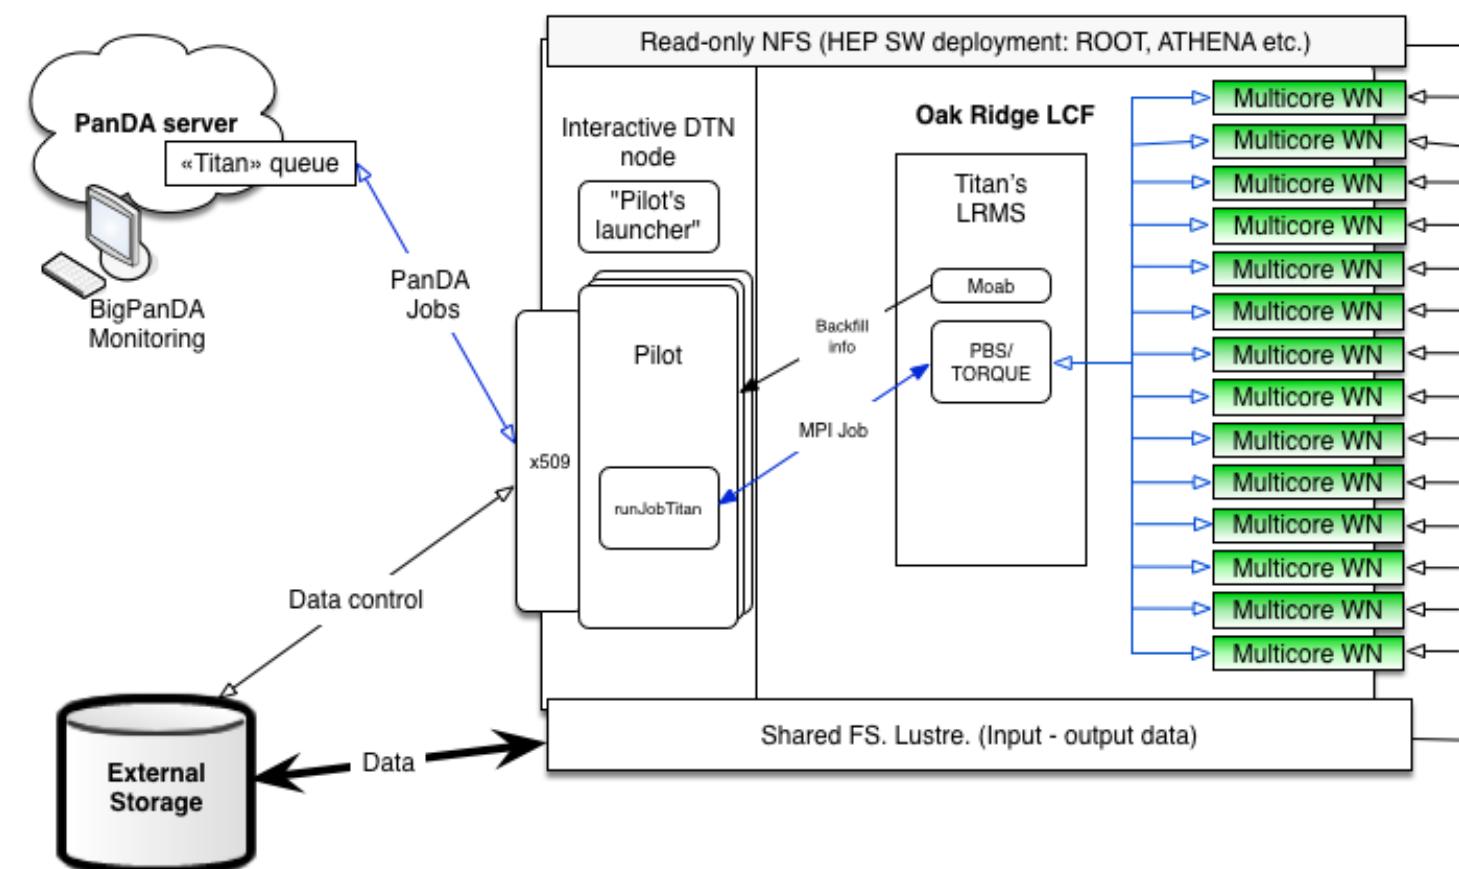 Read-only NFS (HEP SW deployment: ROOT, ATHENA etc.)
PanDA server
«Titan» queue
BigPanDA
Monitoring
PanDA
Jobs
Interactive DTN
node
"Pilot's
launcher"
Pilot
x509
runJobTitan
Backfill
info
MPI Job
Oak Ridge LCF
Titan's
LRMS
Moab
PBS/
TORQUE
Multicore WN
Multicore WN
Multicore WN
Multicore WN
Multicore WN
Multicore WN
Multicore WN
Multicore WN
Multicore WN
Multicore WN
Multicore WN
Multicore WN
Multicore WN
Multicore WN
Data control
External
Storage
Data
Shared FS. Lustre. (Input - output data)